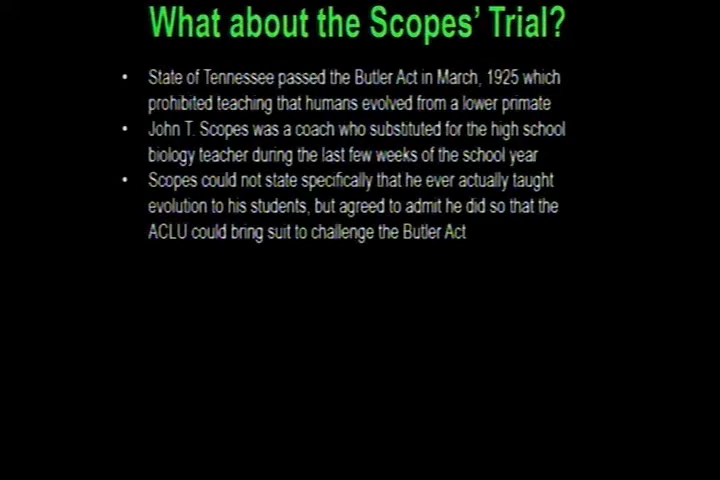 What about the Scopes' Trial?
• State of Tennessee passed the Butler Act in March, 1925 which
prohibited teaching that humans evolved from a lower primate
• John T. Scopes was a coach who substituted for the high school
biology teacher during the last few weeks of the school year
• Scopes could not state specifically that he ever actually taught
evolution to his students, but agreed to admit he did so that the
ACLU could bring suit to challenge the Butler Act